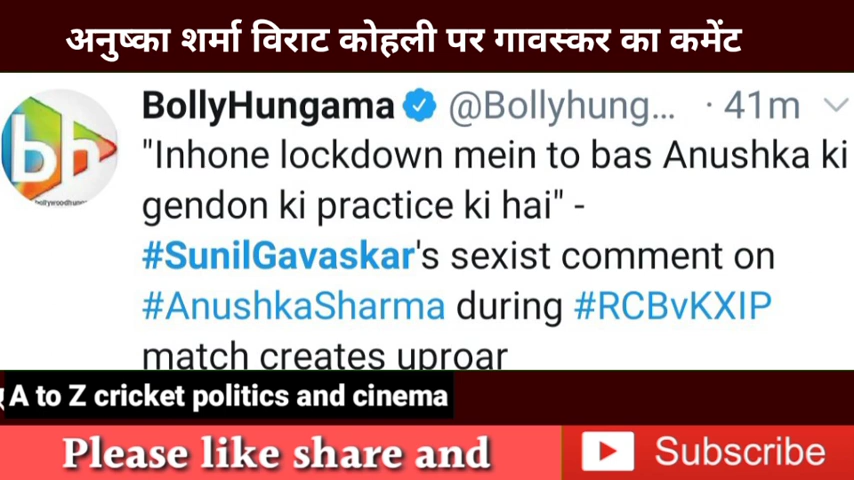 अनुष्का शर्मा विराट कोहली पर गावस्कर का कमेंट
BollyHungama @Bollyhung... · 41m
"Inhone lockdown mein to bas Anushka ki
gendon ki practice ki hai" -
#SunilGavaskar's sexist comment on
#AnushkaSharma during #RCBvKXIP
match creates uproar
bh
A to Z cricket politics and cinema
Please like share and
Subscribe